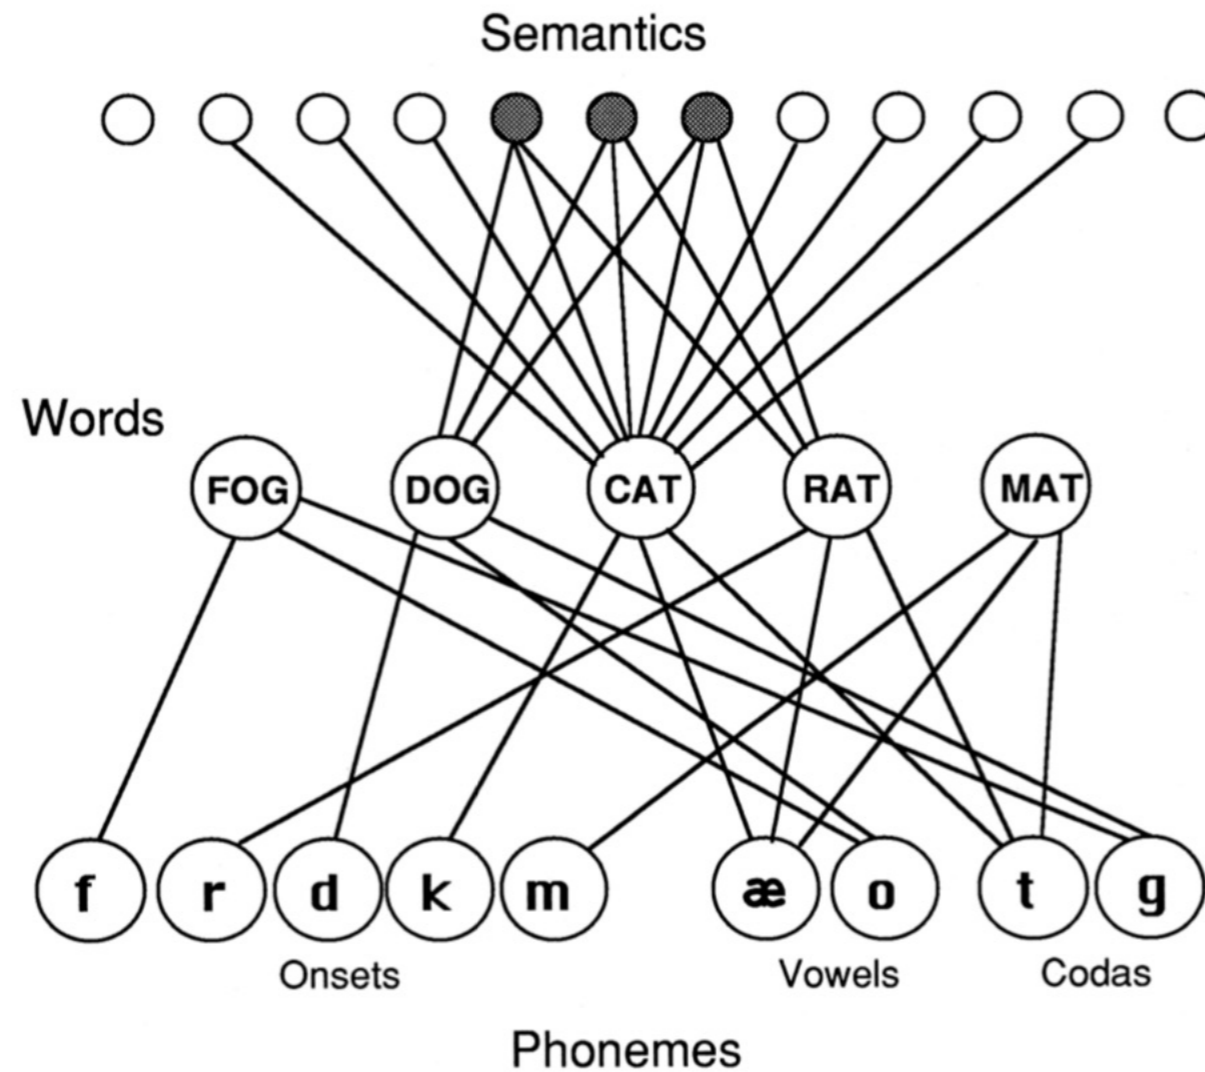 Semantics
Words
FOG DOG CAT RAT MAT
f r d k m æ o t g
Onsets Vowels Codas
Phonemes